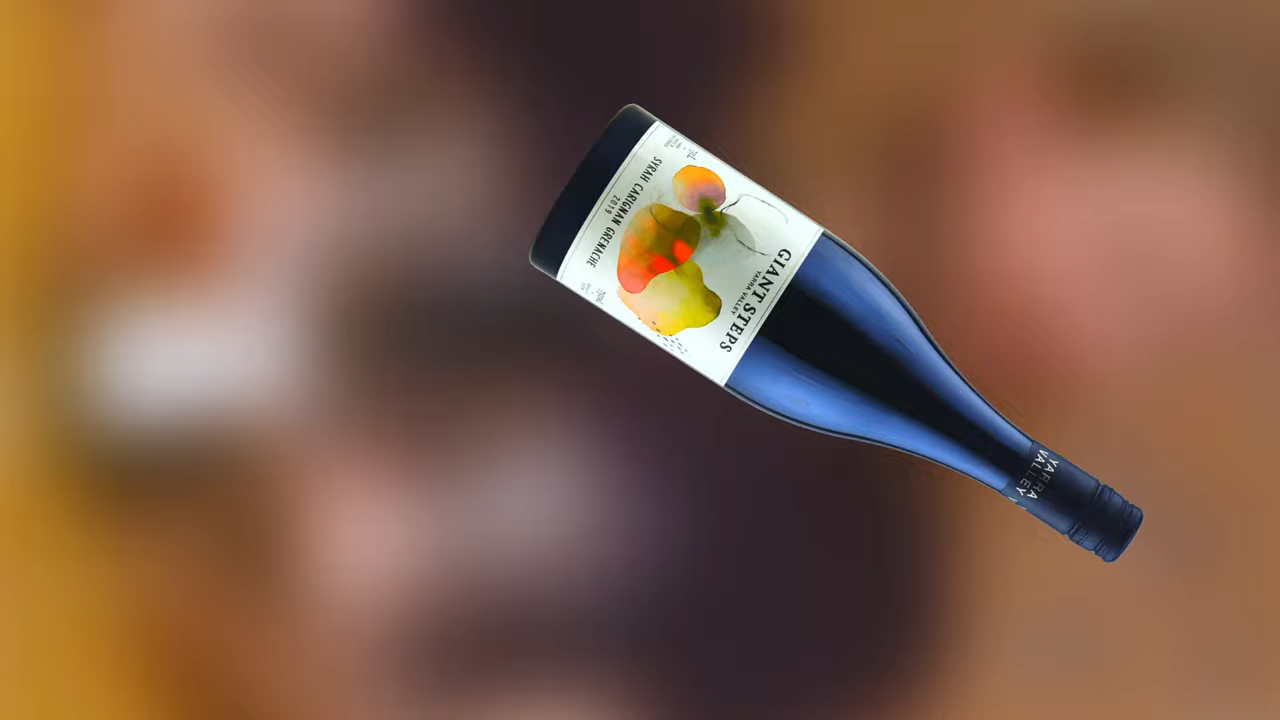 GIANT STEPS
YARRA VALLEY
SYRAH CARIGNAN GRENACHE
2019
YARRA
VALLEY